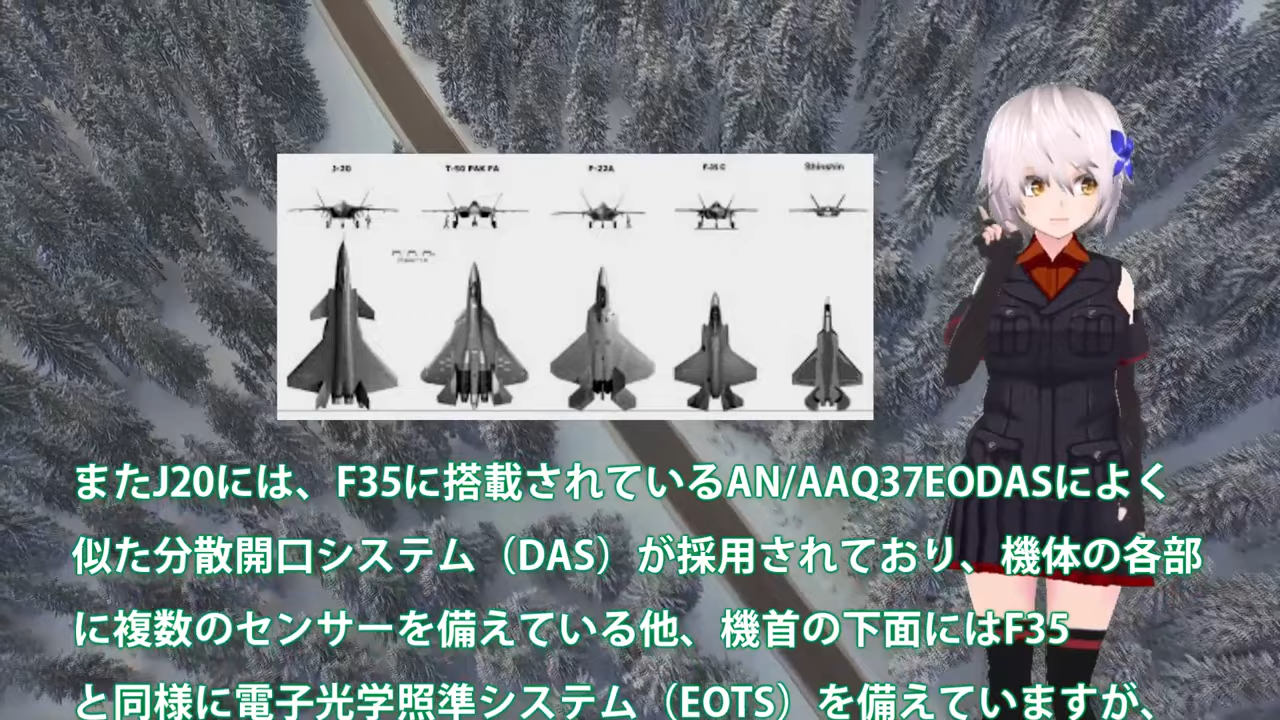 J-20 T-50 PAK FA F-22A F-35 C Shinshin
またJ20には、F35に搭載されているAN/AAQ37EODASによく
似た分散開口システム（DAS）が採用されており、機体の各部
に複数のセンサーを備えている他、機首の下面にはF35
と同様に電子光学照準システム（EOTS）を備えていますが、